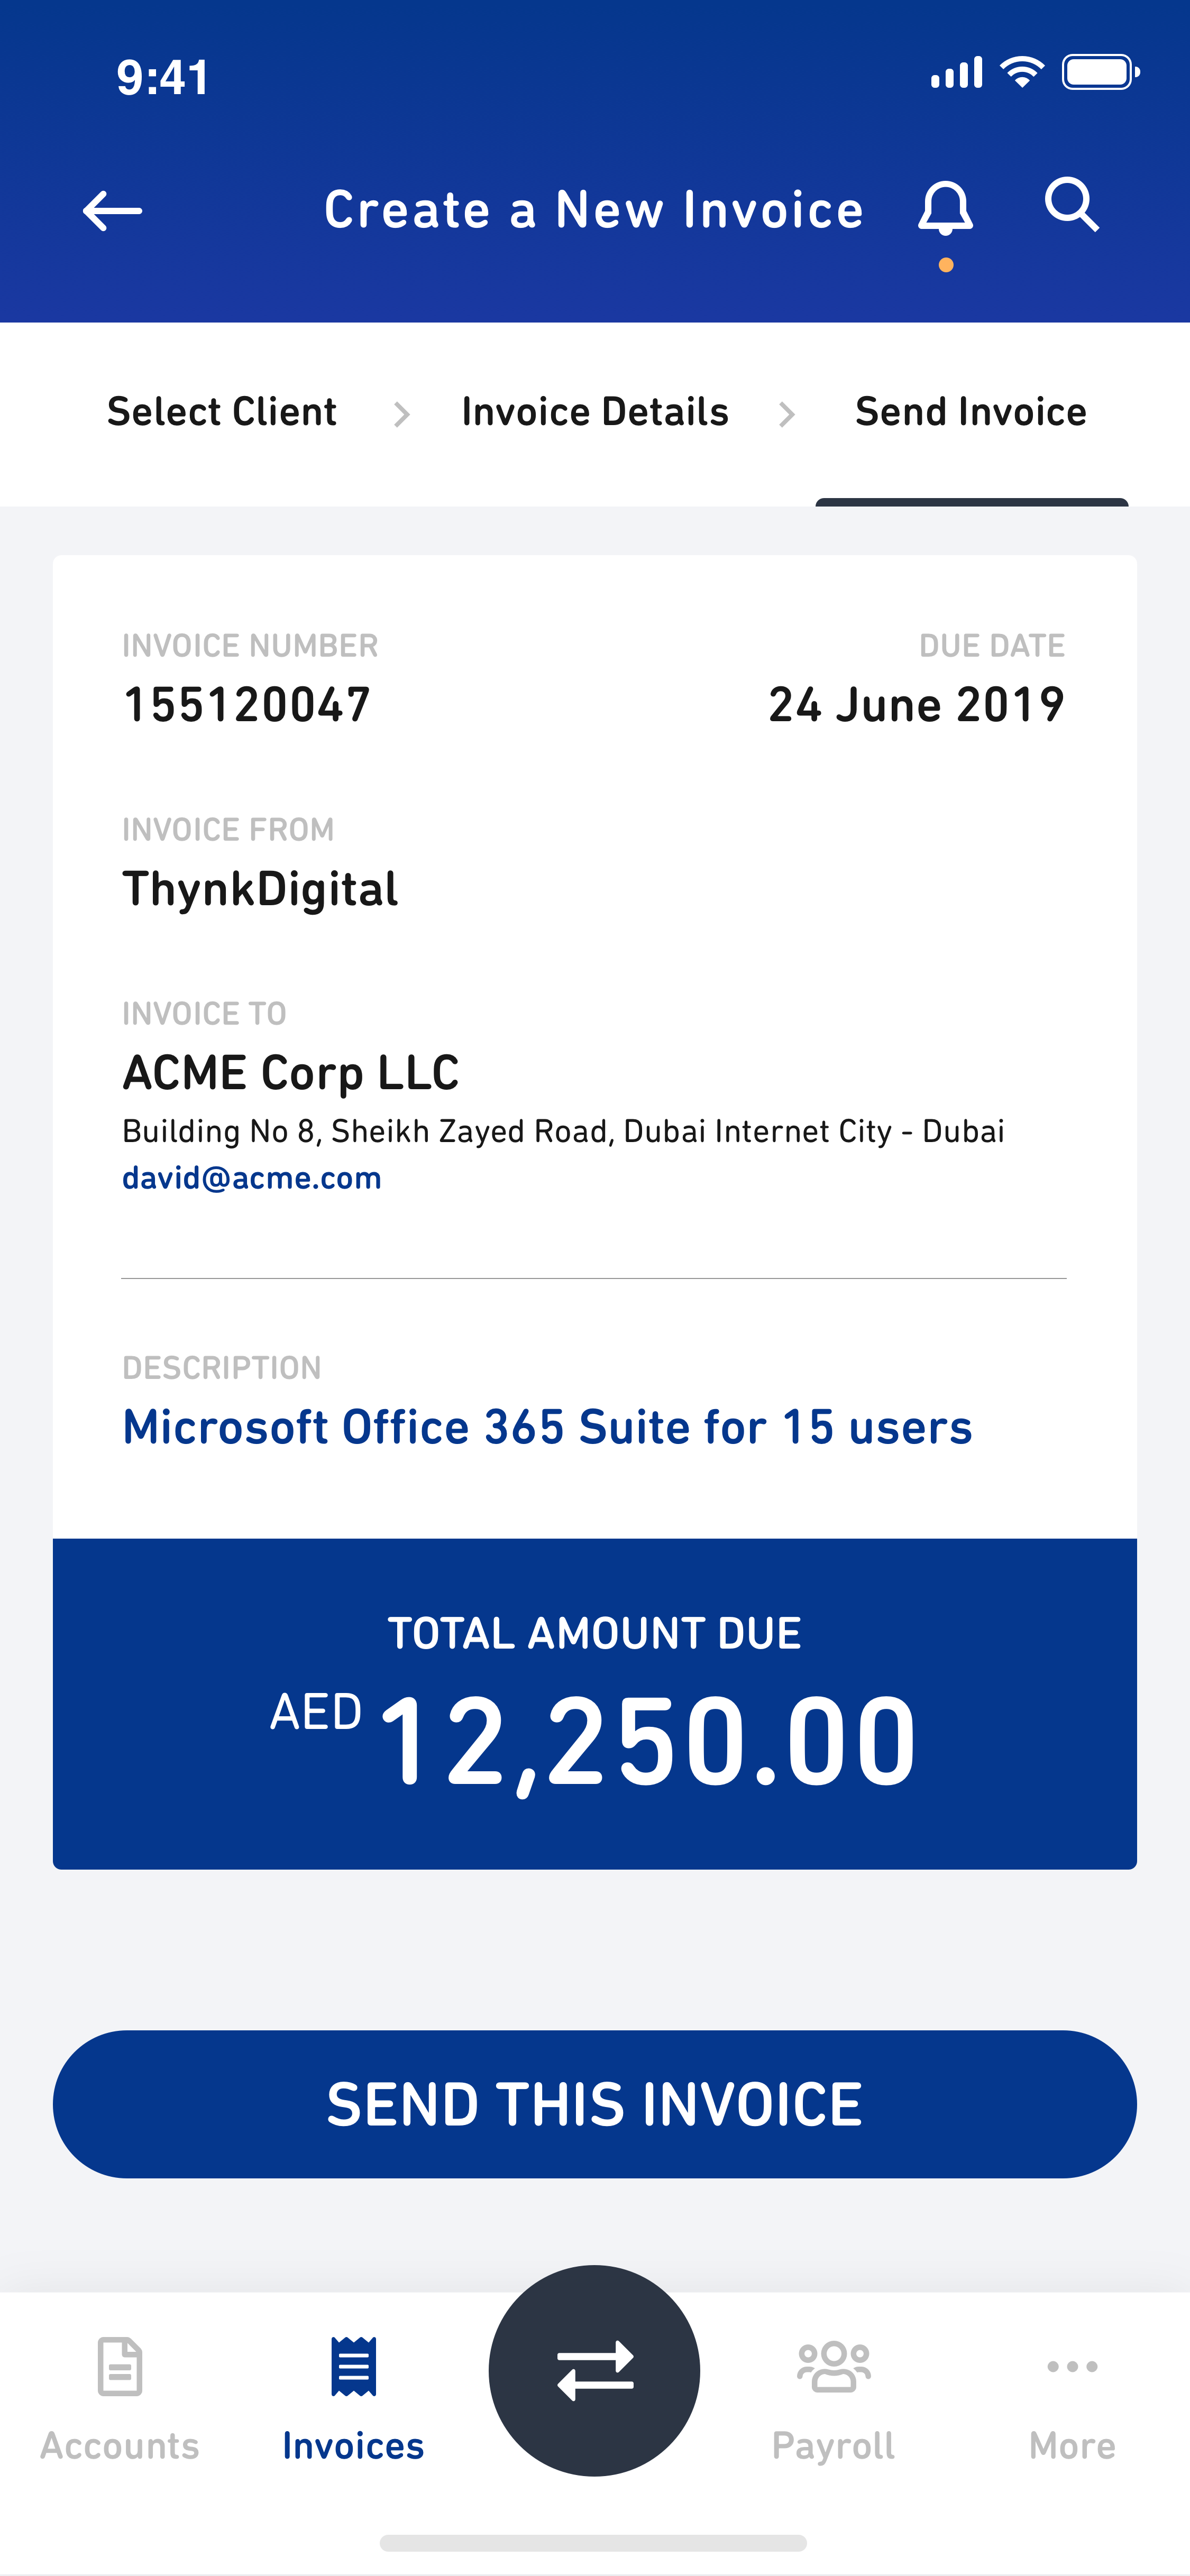 9:41
Create a New Invoice
Select Client > Invoice Details > Send Invoice
INVOICE NUMBER DUE DATE
155120047 24 June 2019
INVOICE FROM
ThynkDigital
INVOICE TO
ACME Corp LLC
Building No 8, Sheikh Zayed Road, Dubai Internet City - Dubai
david@acme.com
DESCRIPTION
Microsoft Office 365 Suite for 15 users
TOTAL AMOUNT DUE
AED 12,250.00
SEND THIS INVOICE
Accounts Invoices Payroll More